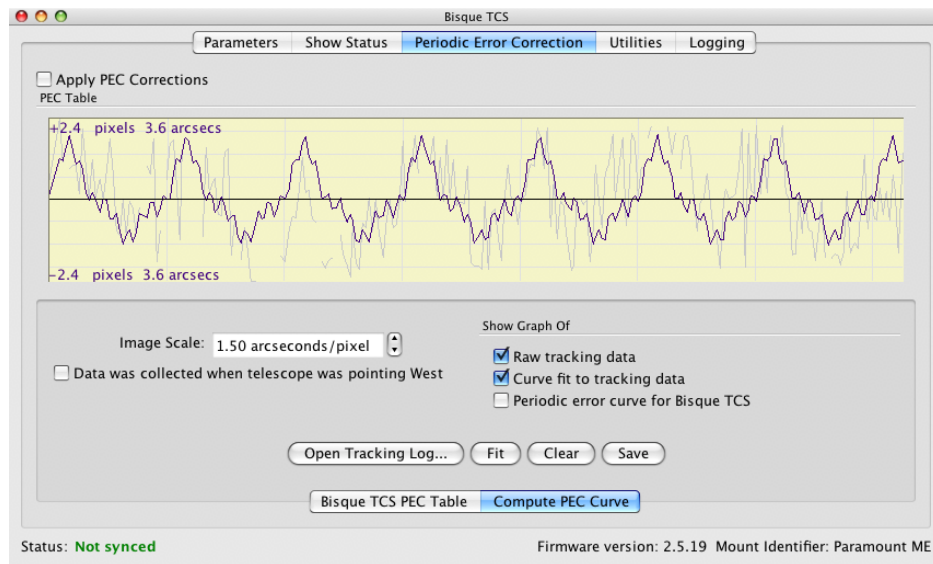 Bisque TCS
Parameters Show Status Periodic Error Correction Utilities Logging
Apply PEC Corrections
PEC Table
+2.4 pixels 3.6 arcsecs
-2.4 pixels 3.6 arcsecs
Image Scale: 1.50 arcseconds/pixel
Data was collected when telescope was pointing West
Show Graph Of
Raw tracking data
Curve fit to tracking data
Periodic error curve for Bisque TCS
Open Tracking Log... Fit Clear Save
Bisque TCS PEC Table Compute PEC Curve
Status: Not synced
Firmware version: 2.5.19 Mount Identifier: Paramount ME